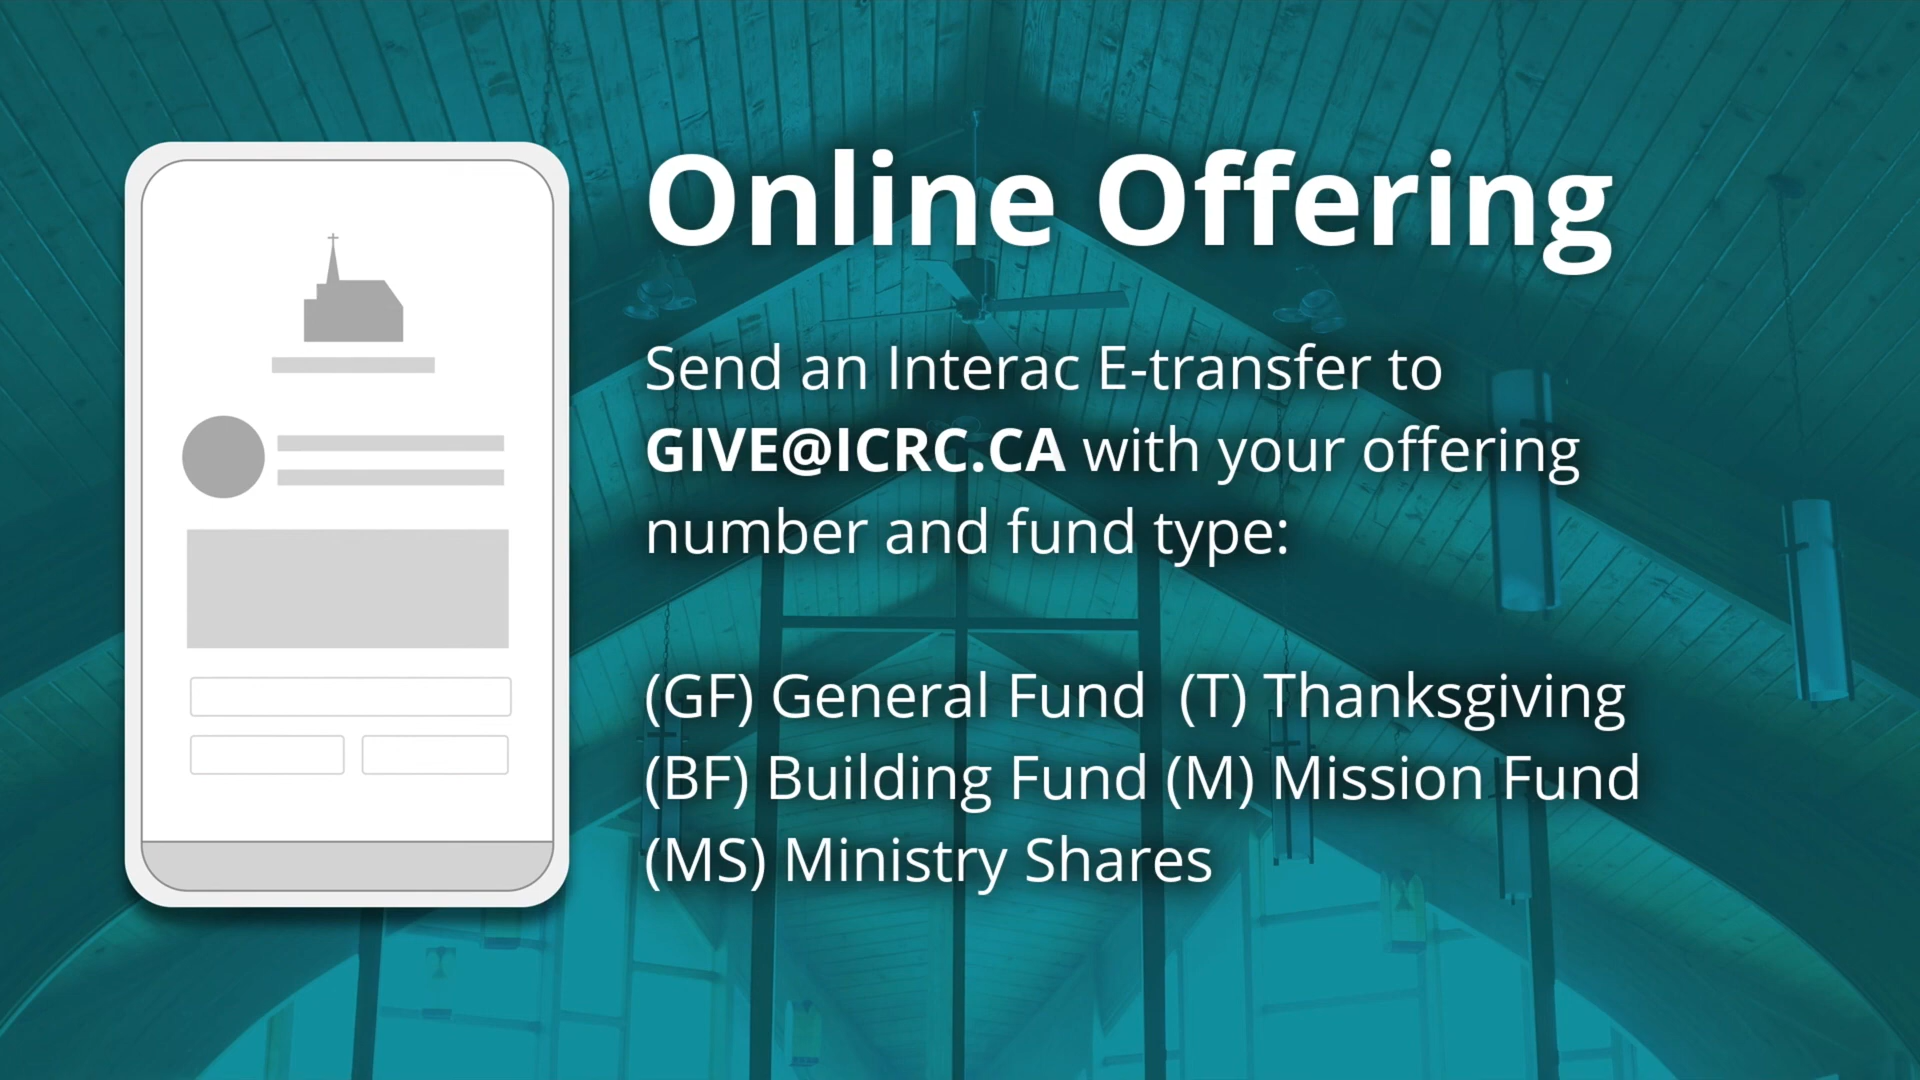 Online Offering
Send an Interac E-transfer to
GIVE@ICRC.CA with your offering
number and fund type:
(GF) General Fund  (T) Thanksgiving
(BF) Building Fund (M) Mission Fund
(MS) Ministry Shares